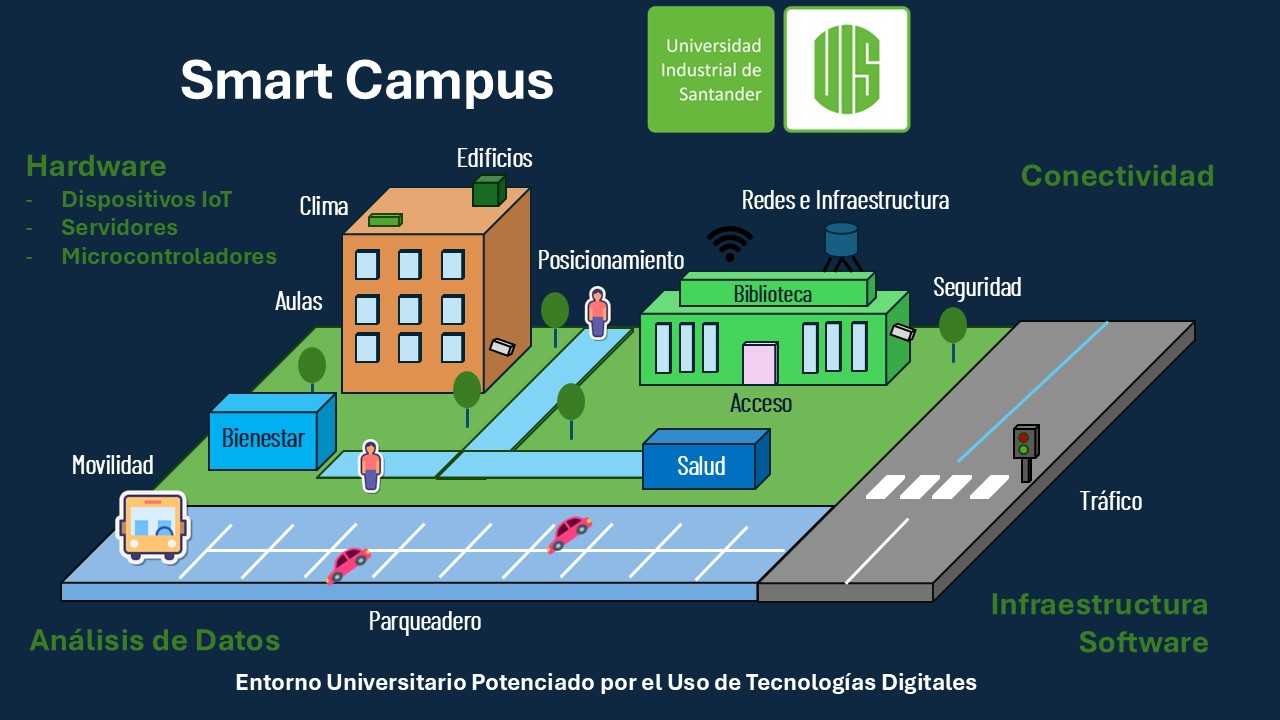 Smart Campus
Universidad
Industrial de
Santander
UIS
Hardware
- Dispositivos IoT
- Servidores
- Microcontroladores
Edificios
Clima
Aulas
Posicionamiento
Redes e Infraestructura
Conectividad
Biblioteca
Seguridad
Acceso
Bienestar
Salud
Movilidad
Tráfico
Parqueadero
Infraestructura
Software
Análisis de Datos
Entorno Universitario Potenciado por el Uso de Tecnologías Digitales